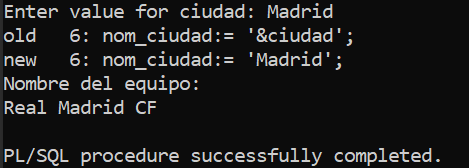 Enter value for ciudad: Madrid
old   6: nom_ciudad:= '&ciudad';
new   6: nom_ciudad:= 'Madrid';
Nombre del equipo:
Real Madrid CF
PL/SQL procedure successfully completed.